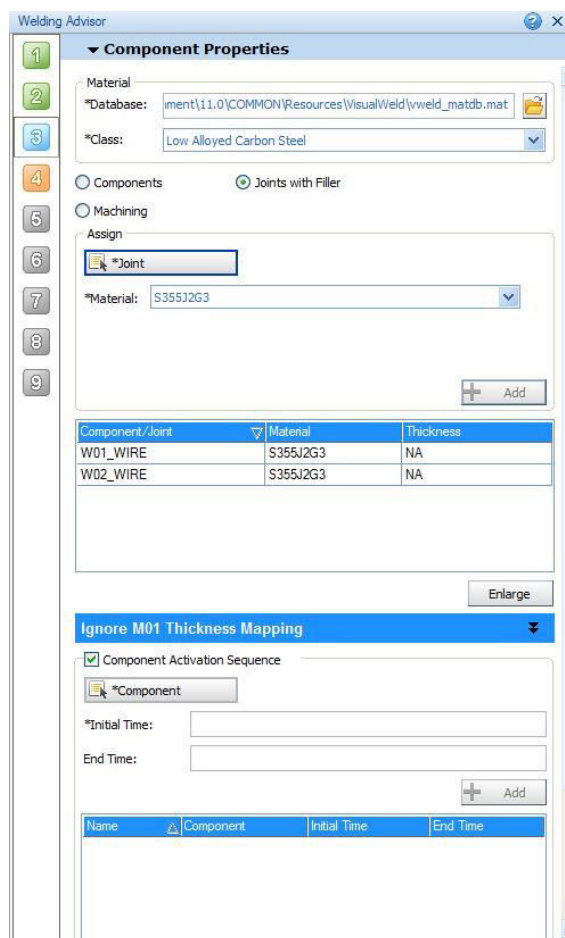 Welding Advisor
1
Component Properties
2
Material
*Database: ment\11.0\COMMON\Resources\VisualWeld\vweld_matdb.mat
3
*Class: Low Alloyed Carbon Steel
4
Components Joints with Filler
5
Machining
Assign
6
*Joint
7
*Material: S355J2G3
8
9
Add
Component/Joint Material Thickness
W01_WIRE S355J2G3 NA
W02_WIRE S355J2G3 NA
Enlarge
Ignore M01 Thickness Mapping
Component Activation Sequence
*Component
*Initial Time:
End Time:
Add
Name Component Initial Time End Time